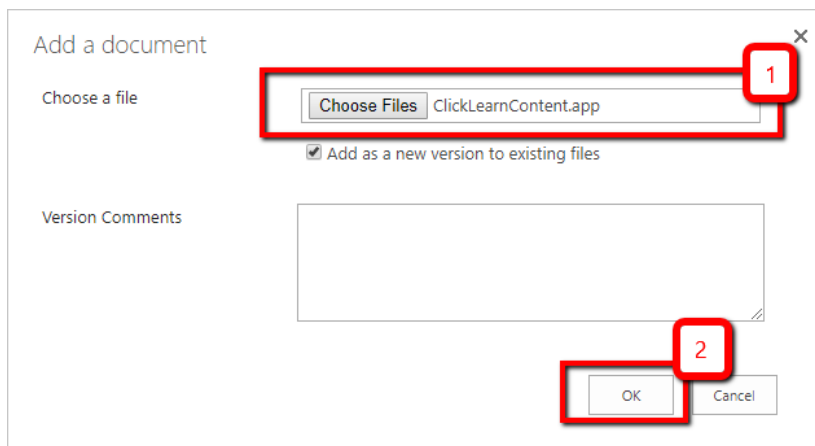 Add a document
1
Choose a file
Choose Files ClickLearnContent.app
Add as a new version to existing files
Version Comments
2
OK Cancel